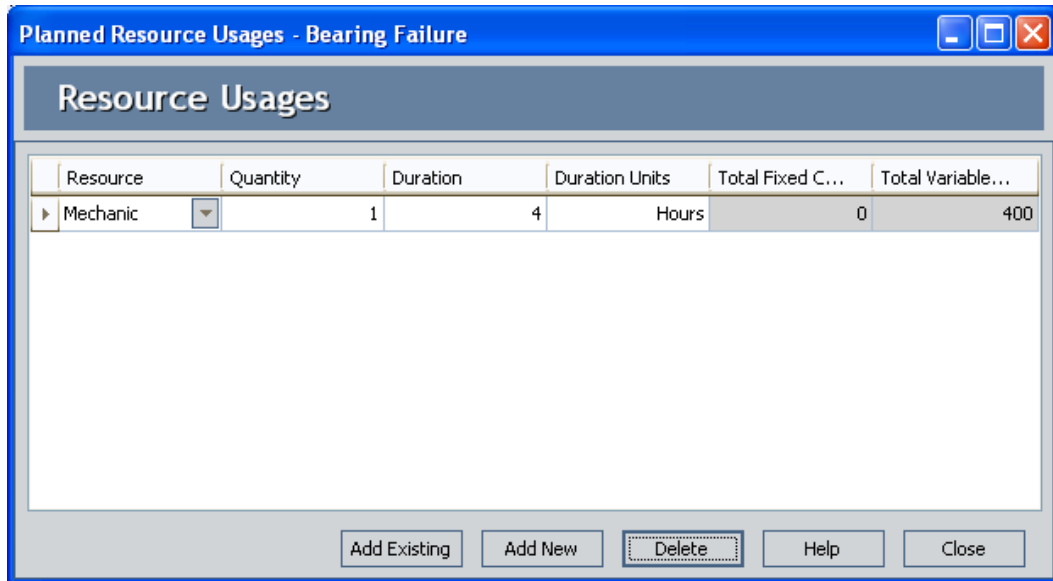 Planned Resource Usages - Bearing Failure
Resource Usages
Resource Quantity Duration Duration Units Total Fixed C... Total Variable...
Mechanic 1 4 Hours 0 400
Add Existing Add New Delete Help Close